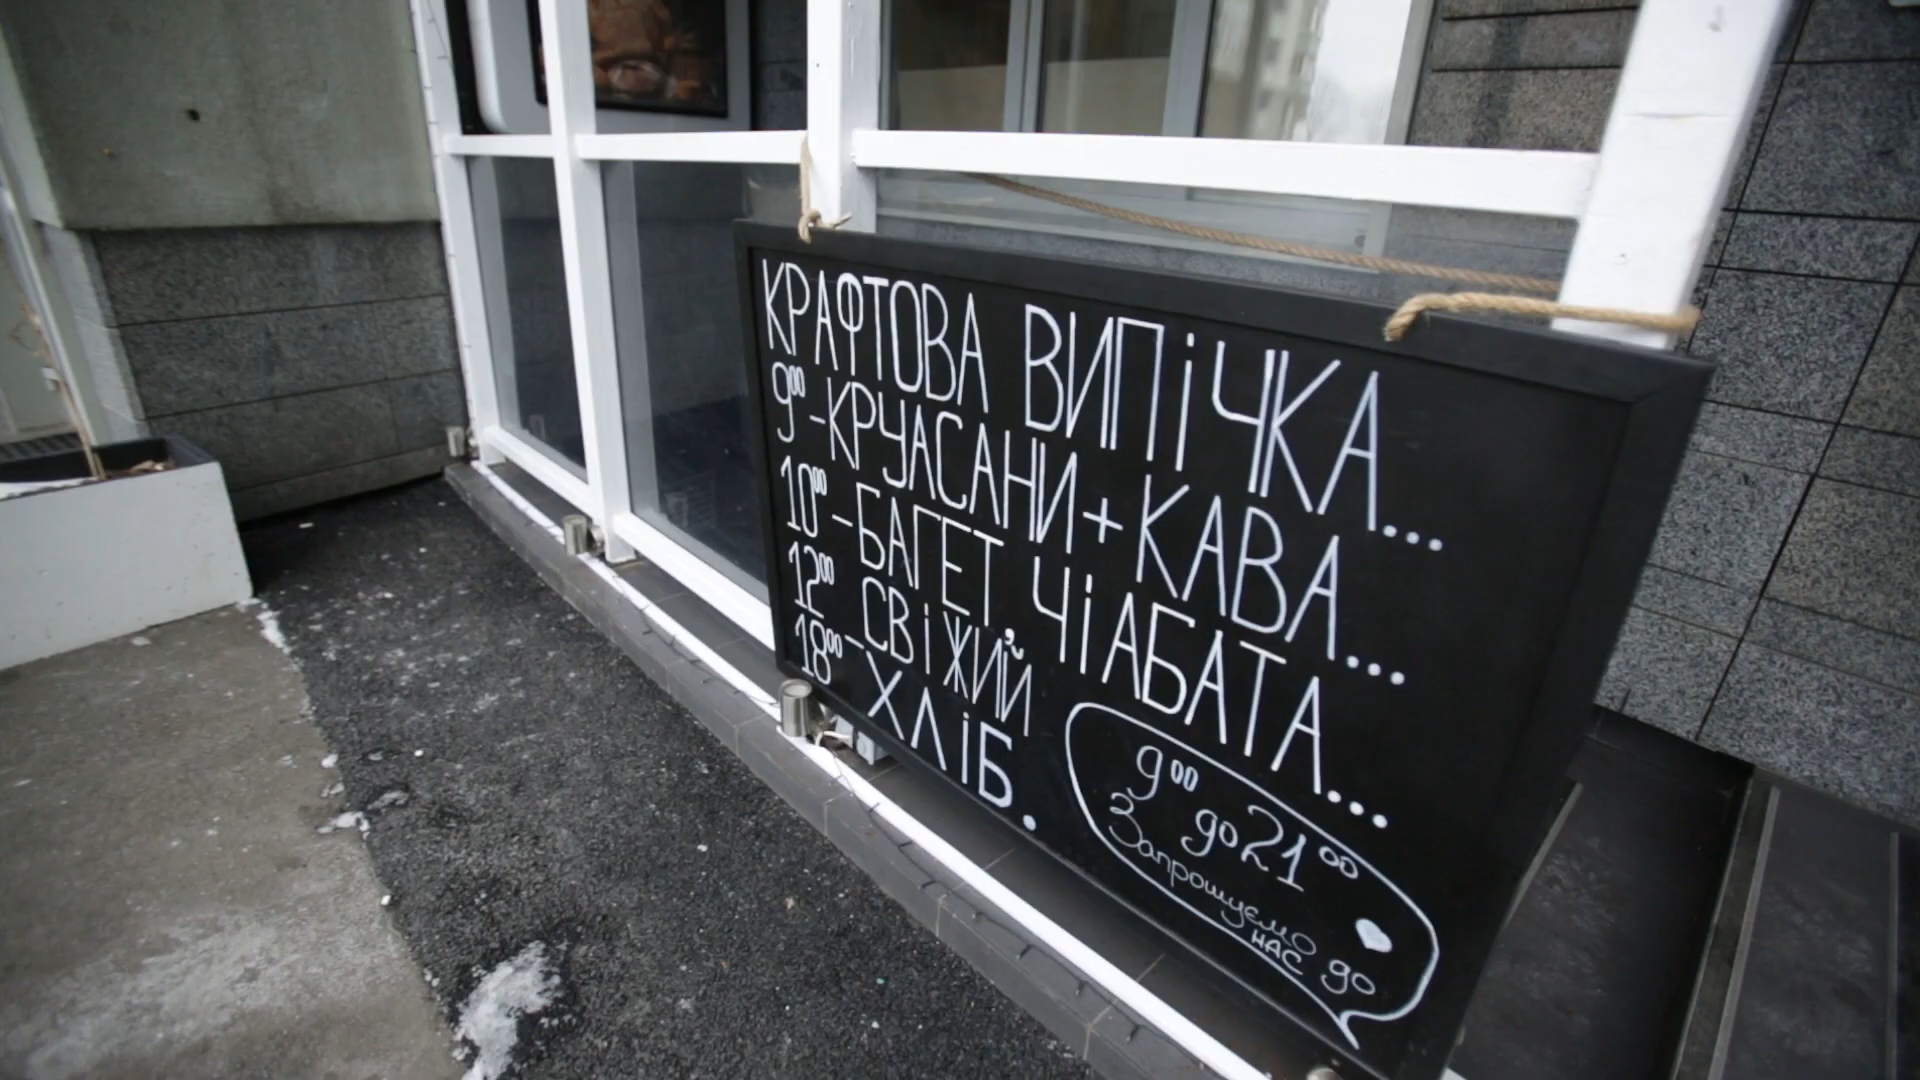 КРАФТОВА ВИПіЧКА...
9⁰⁰ – КРУАСАНИ + КАВА...
10⁰⁰ – БАГЕТ ЧіАБАТА...
12⁰⁰ – СВіЖИЙ
18⁰⁰ ХЛіБ.
9⁰⁰ до 21⁰⁰
Запрошуємо до
НАС